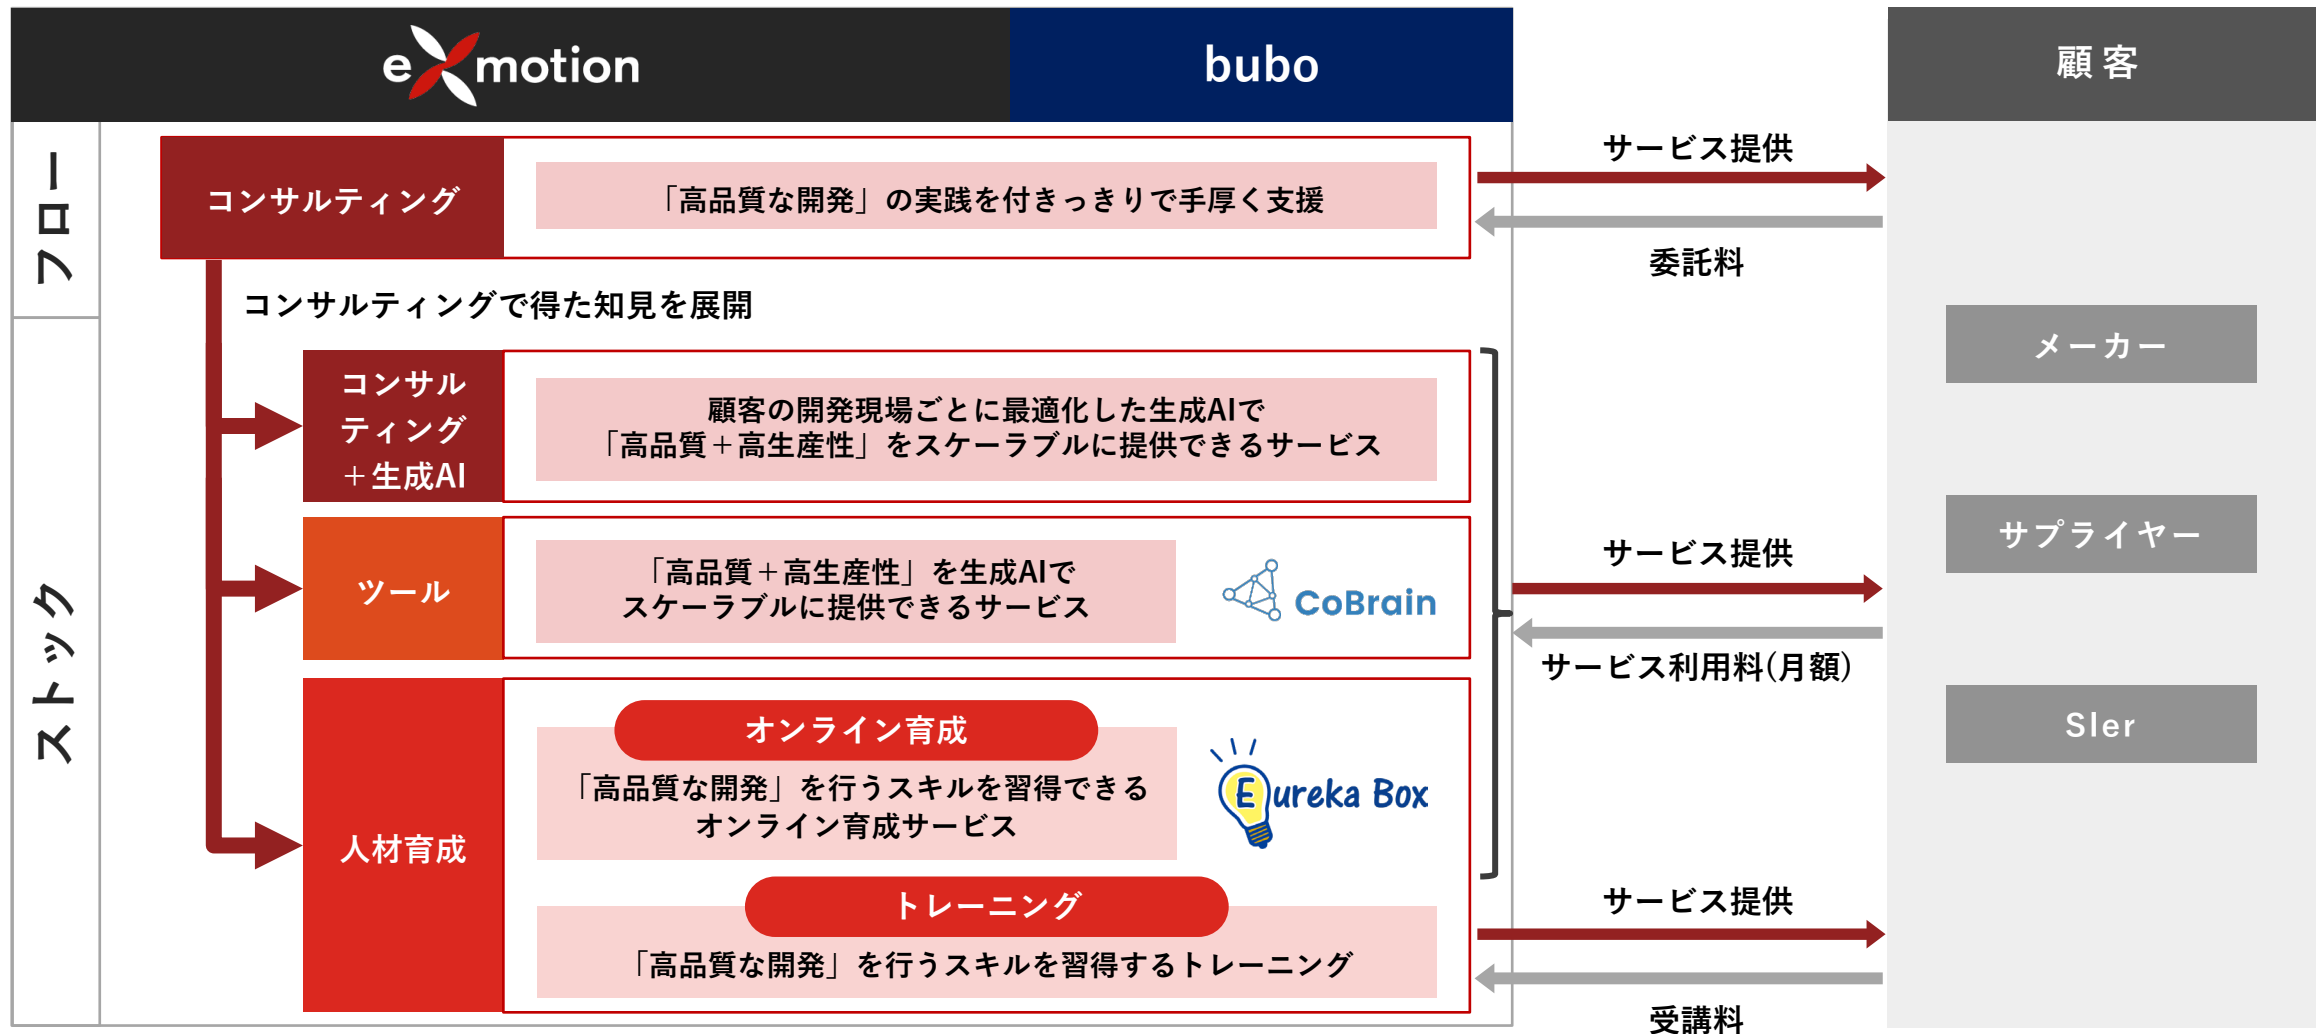 eXmotion
bubo
顧客
フロー
コンサルティング
「高品質な開発」の実践を付きっきりで手厚く支援
サービス提供
委託料
コンサルティングで得た知見を展開
ストック
コンサル
ティング
＋生成AI
顧客の開発現場ごとに最適化した生成AIで
「高品質＋高生産性」をスケーラブルに提供できるサービス
ツール
「高品質＋高生産性」を生成AIで
スケーラブルに提供できるサービス
CoBrain
サービス提供
サービス利用料(月額)
人材育成
オンライン育成
「高品質な開発」を行うスキルを習得できる
オンライン育成サービス
Eureka Box
トレーニング
「高品質な開発」を行うスキルを習得するトレーニング
サービス提供
受講料
メーカー
サプライヤー
SIer